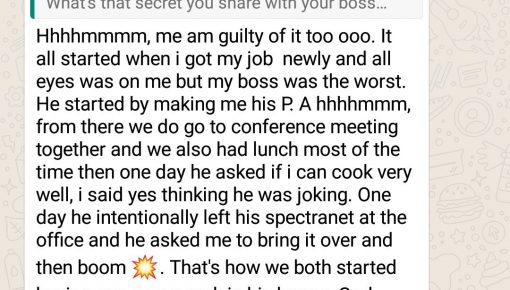 What's that secret you share with your boss...
Hhhhmmmm, me am guilty of it too ooo. It
all started when i got my job newly and all
eyes was on me but my boss was the worst.
He started by making me his P. A hhhhmmm,
from there we do go to conference meeting
together and we also had lunch most of the
time then one day he asked if i can cook very
well, i said yes thinking he was joking. One
day he intentionally left his spectranet at the
office and he asked me to bring it over and
then boom 💥. That's how we both started